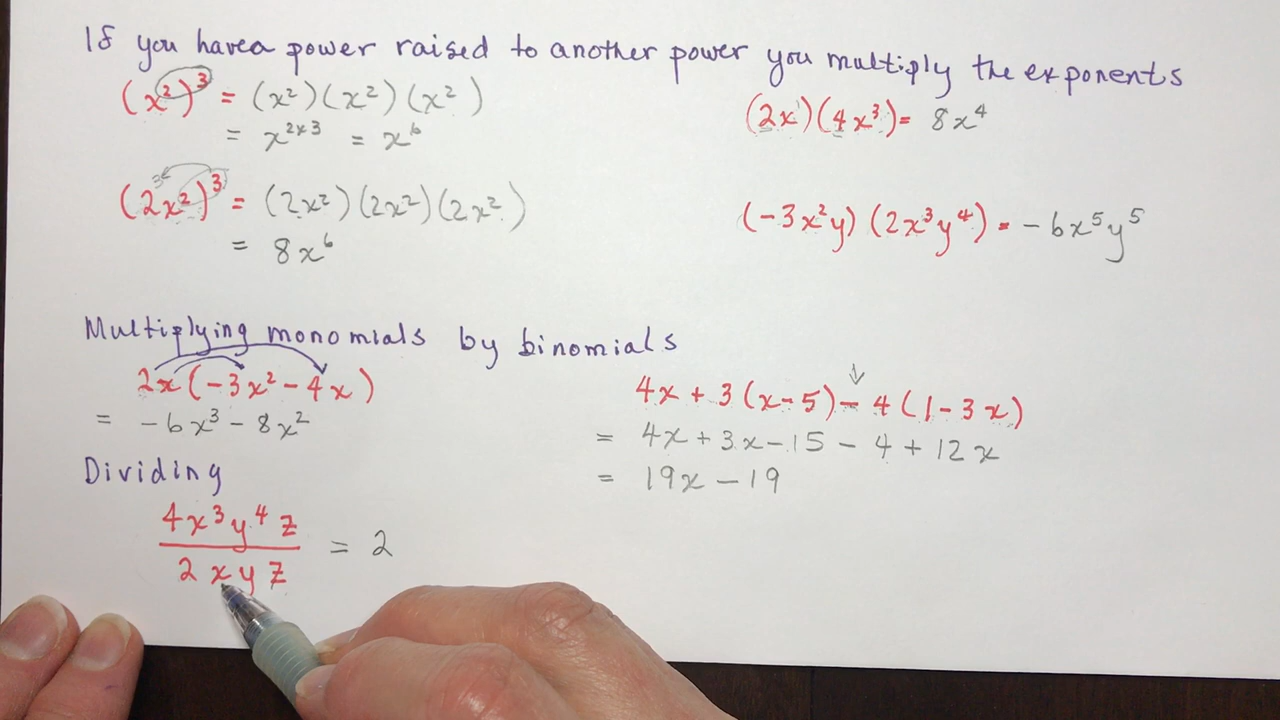 If you have a power raised to another power you multiply the exponents
(x²)³ = (x²)(x²)(x²)
= x²ˣ³ = x⁶
(2x¹)(4x³) = 8x⁴
3
(2x²)³ = (2x²)(2x²)(2x²)
= 8x⁶
(-3x²y)(2x³y⁴) = -6x⁵y⁵
Multiplying monomials by binomials
2x(-3x² - 4x)
= -6x³ - 8x²
4x + 3(x-5) - 4(1-3x)
= 4x + 3x - 15 - 4 + 12x
= 19x - 19
Dividing
4x³y⁴z
2xyz
= 2